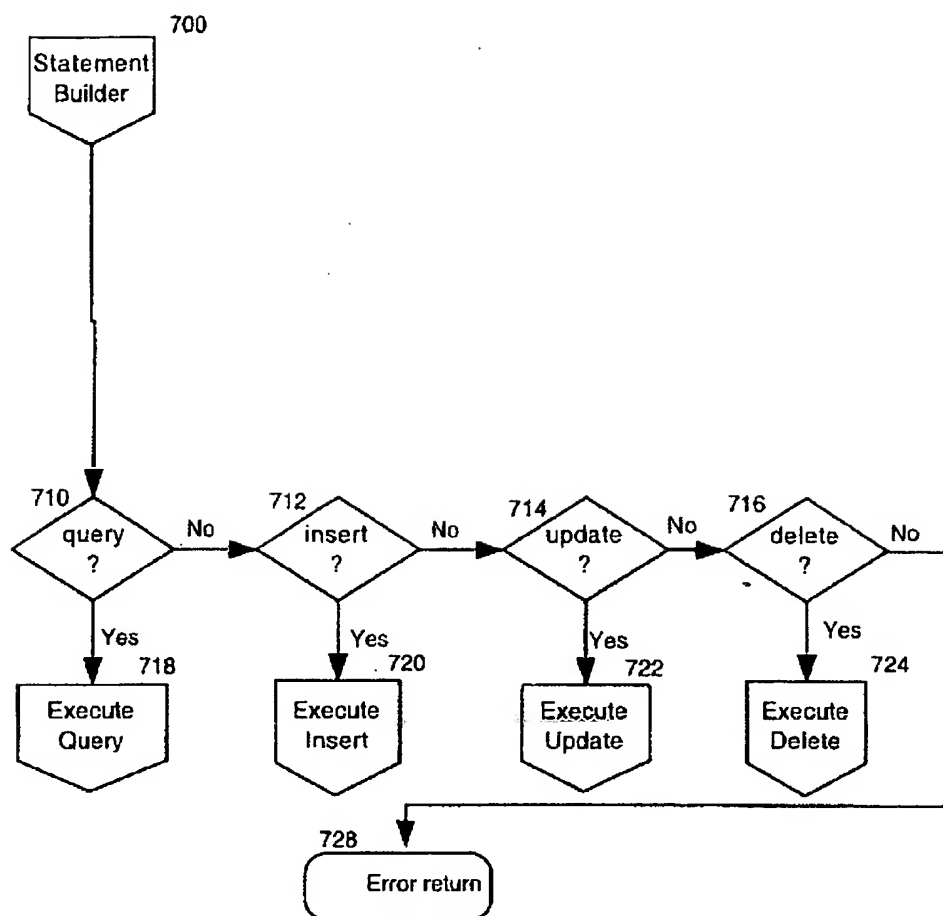 700
Statement
Builder
710
query
?
No
712
insert
?
No
714
update
?
No
716
delete
?
No
Yes
718
Execute
Query
Yes
720
Execute
Insert
Yes
722
Execute
Update
Yes
724
Execute
Delete
728
Error return